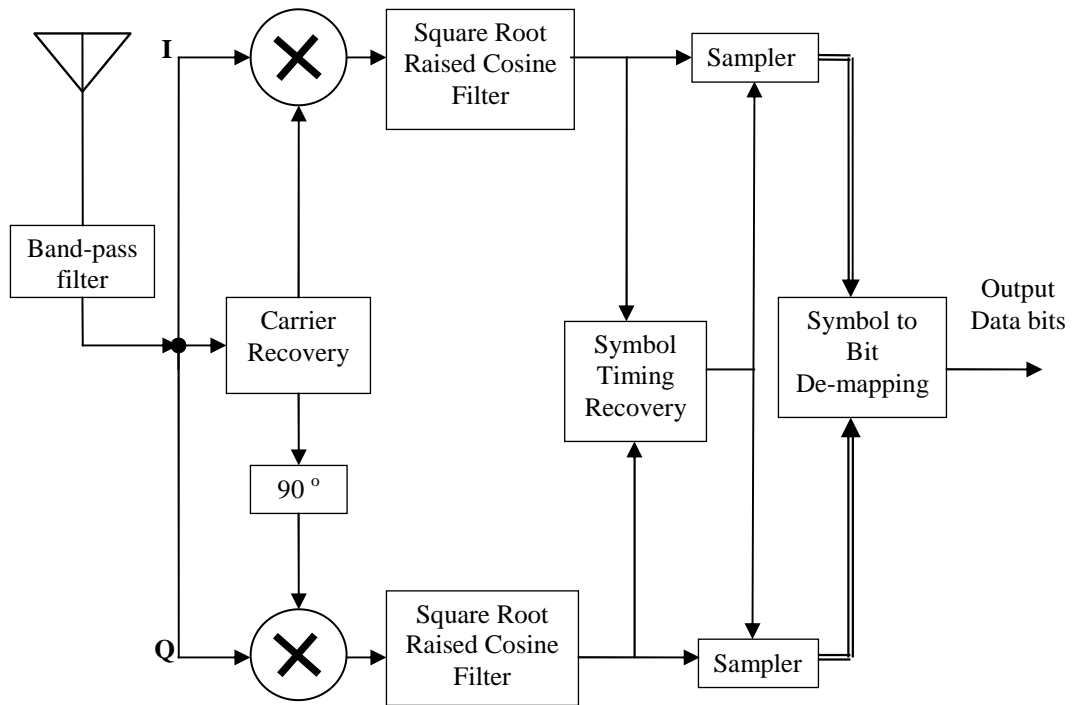 I
Square Root
Raised Cosine
Filter
Sampler
Band-pass
filter
Carrier
Recovery
Symbol
Timing
Recovery
Symbol to
Bit
De-mapping
Output
Data bits
90 °
Q
Square Root
Raised Cosine
Filter
Sampler